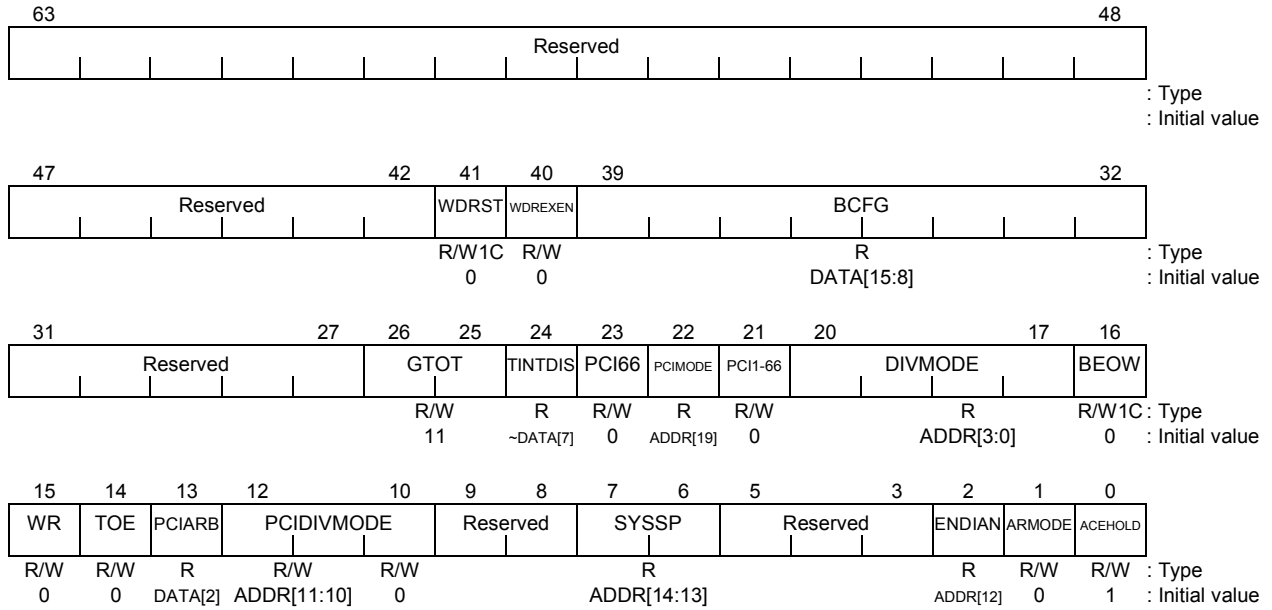 63 48
Reserved
: Type
: Initial value
47 42 41 40 39 32
Reserved WDRST WDREXEN BCFG
R/W1C R/W R : Type
0 0 DATA[15:8] : Initial value
31 27 26 25 24 23 22 21 20 17 16
Reserved GTOT TINTDIS PCI66 PCIMODE PCI1-66 DIVMODE BEOW
R/W R R/W R R/W R R/W1C : Type
11 ~DATA[7] 0 ADDR[19] 0 ADDR[3:0] 0 : Initial value
15 14 13 12 10 9 8 7 6 5 3 2 1 0
WR TOE PCIARB PCIDIVMODE Reserved SYSSP Reserved ENDIAN ARMODE ACEHOLD
R/W R/W R R/W R/W R R R/W R/W : Type
0 0 DATA[2] ADDR[11:10] 0 ADDR[14:13] ADDR[12] 0 1 : Initial value